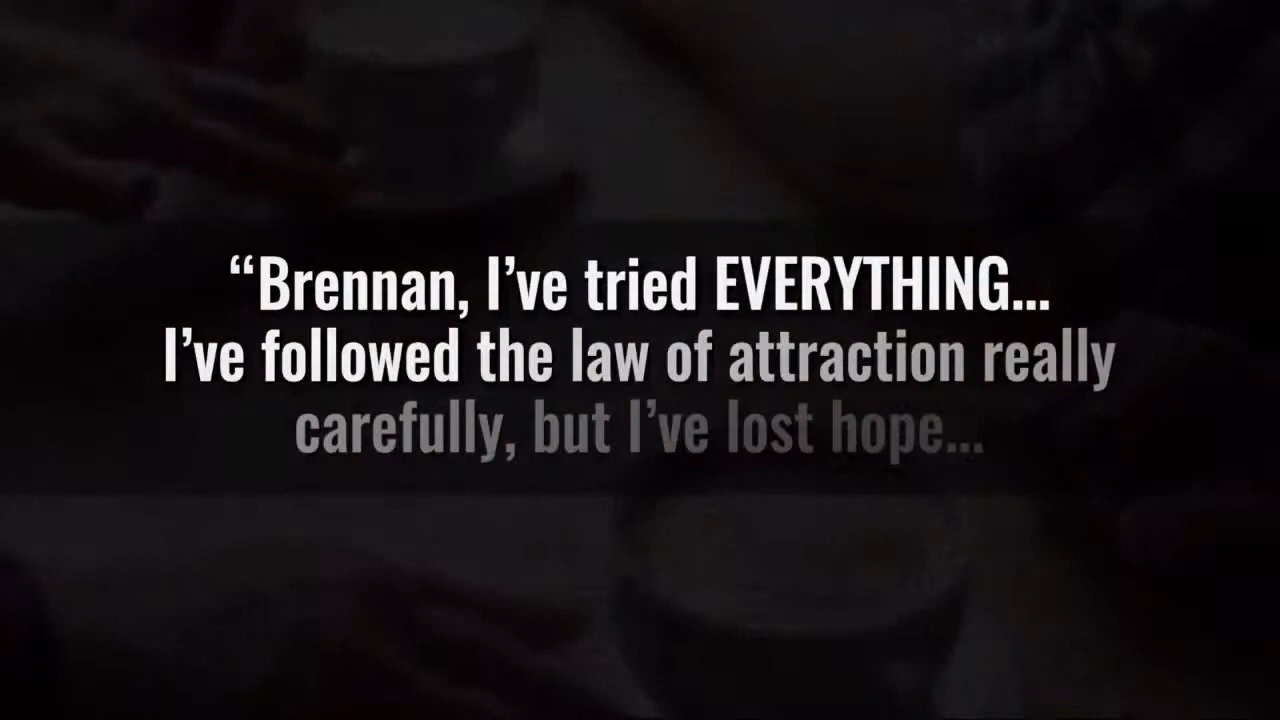 “Brennan, I’ve tried EVERYTHING...
I’ve followed the law of attraction really
carefully, but I’ve lost hope...